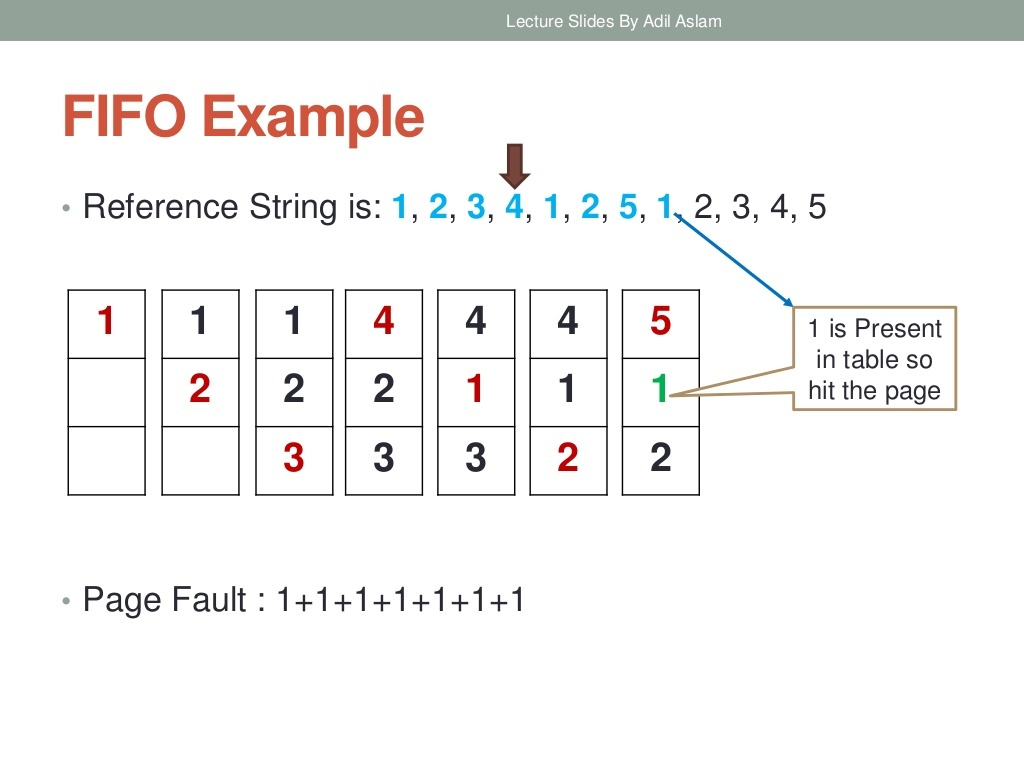 Lecture Slides By Adil Aslam
FIFO Example
• Reference String is: 1, 2, 3, 4, 1, 2, 5, 1, 2, 3, 4, 5
1 1 1 4 4 4 5
2 2 2 1 1 1
3 3 3 2 2
1 is Present
in table so
hit the page
• Page Fault : 1+1+1+1+1+1+1